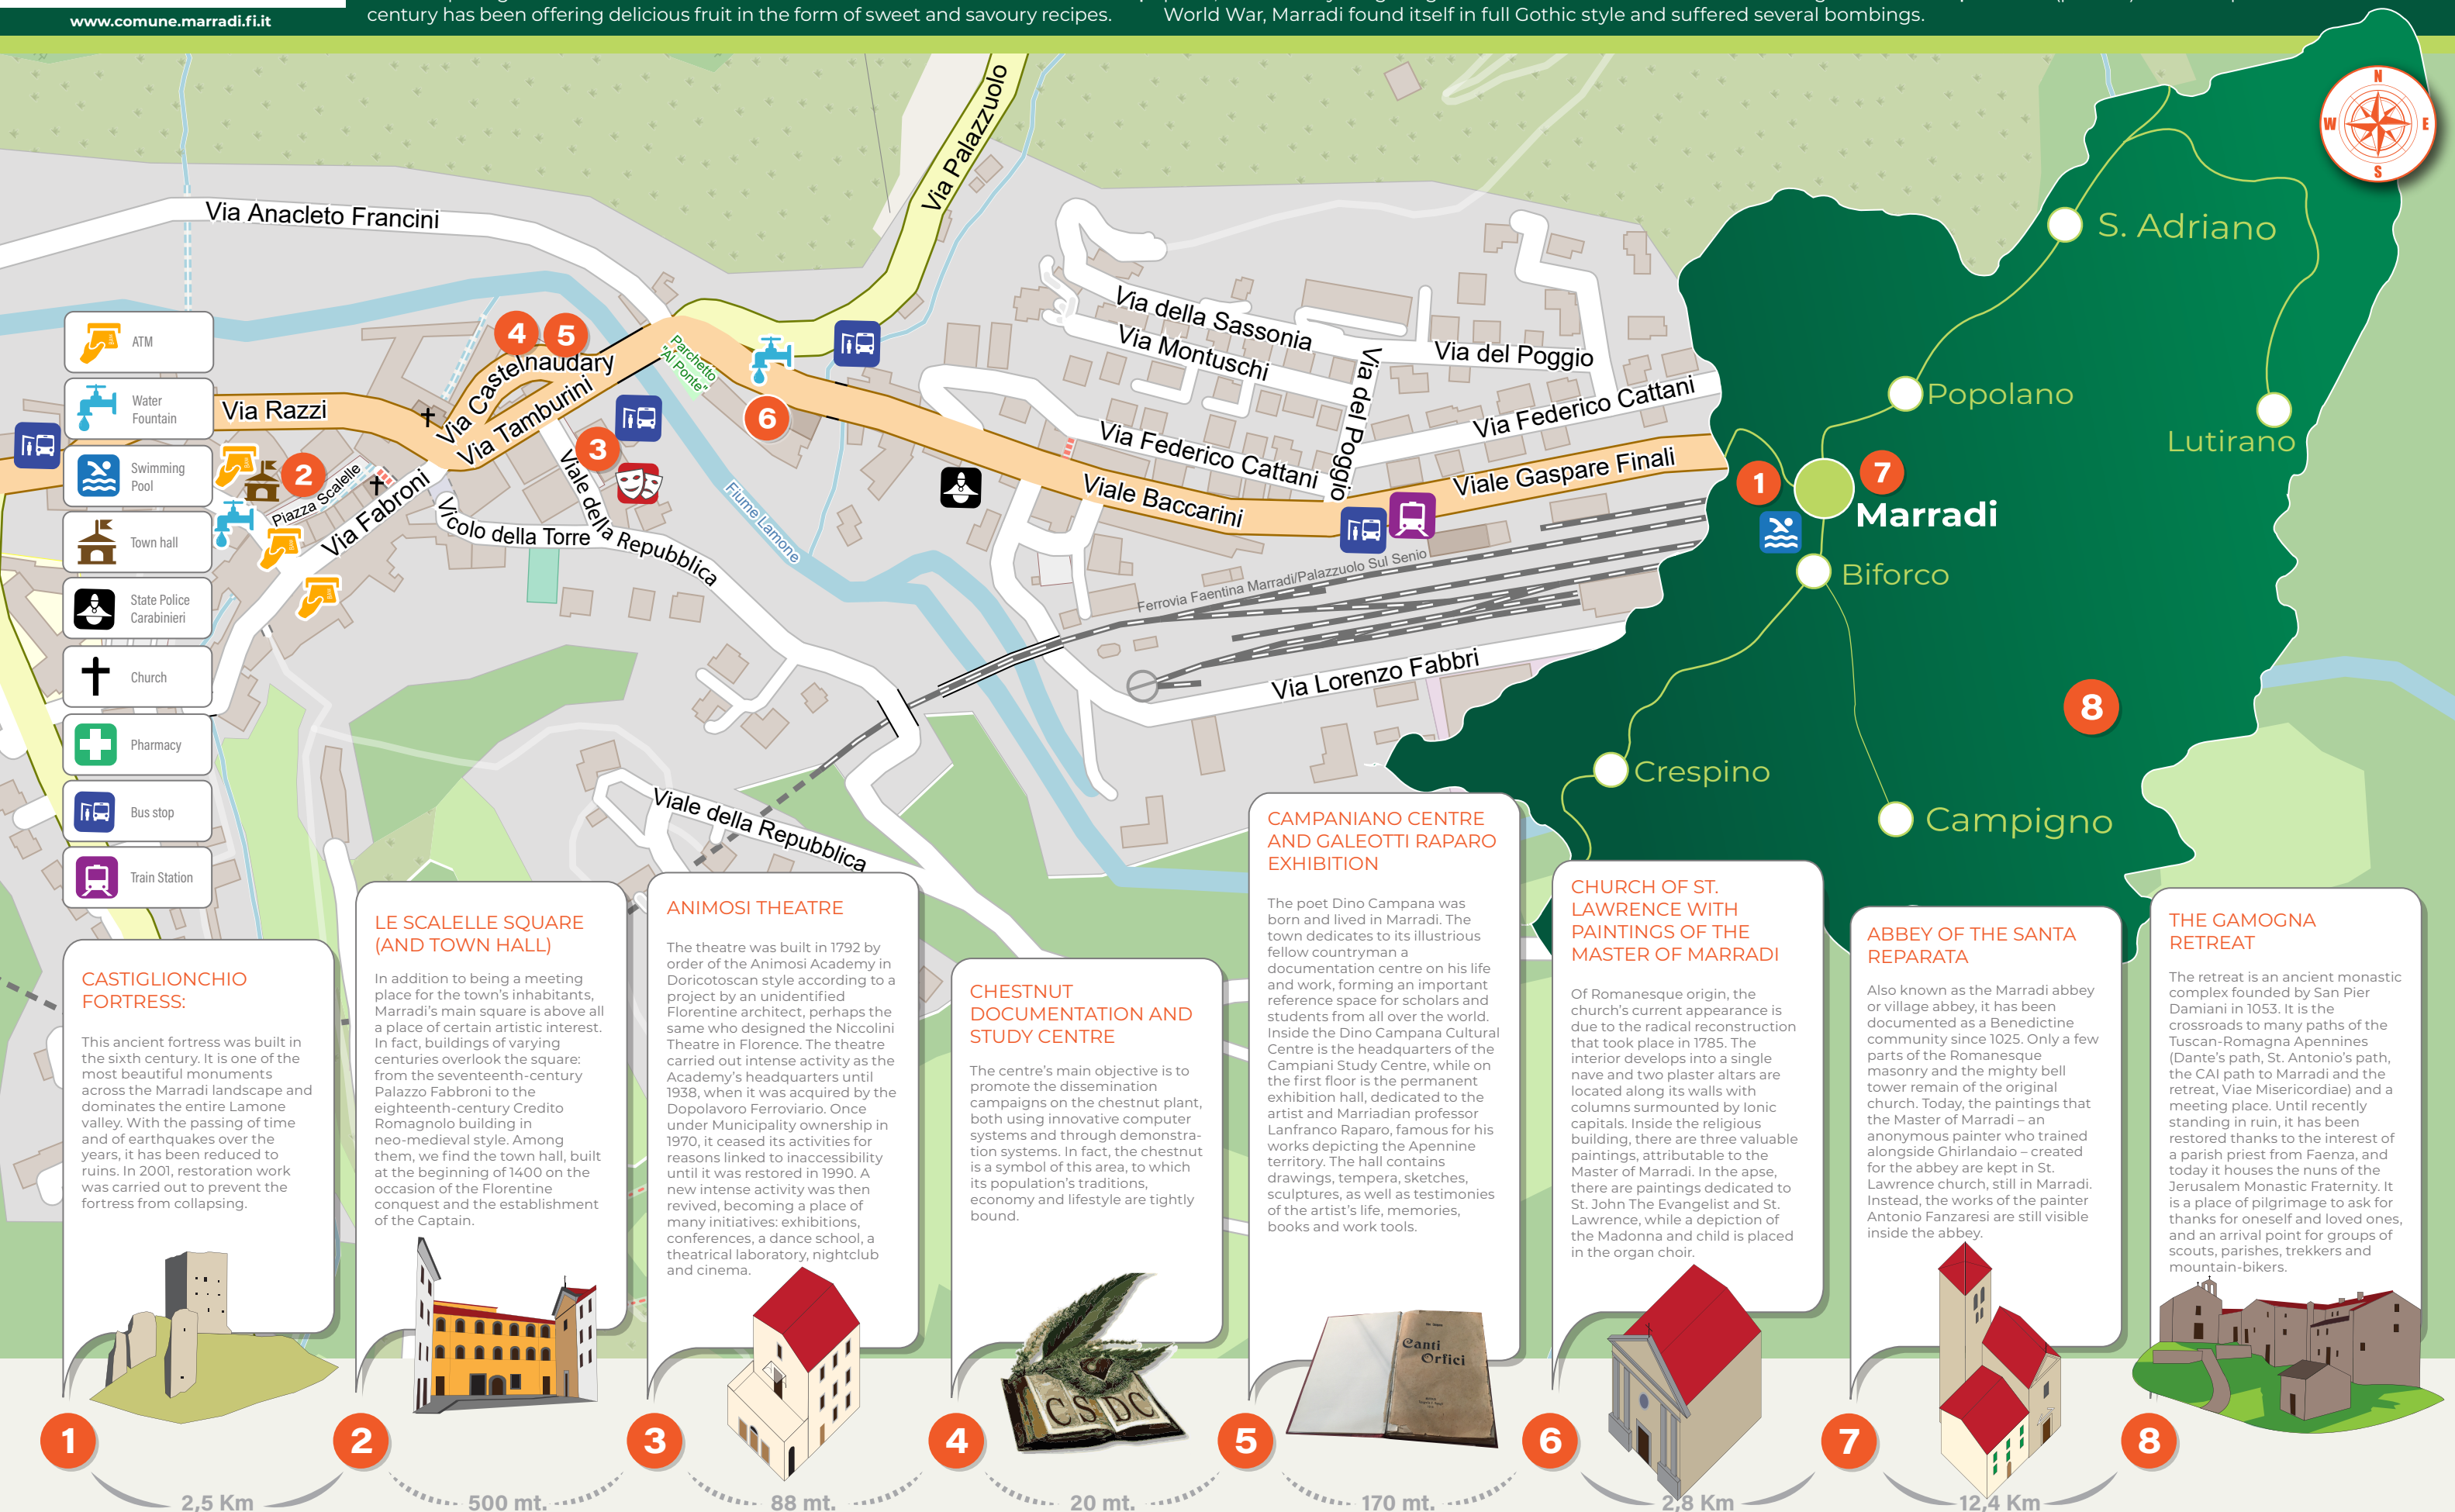 www.comune.marradi.fi.it
century has been offering delicious fruit in the form of sweet and savoury recipes.
World War, Marradi found itself in full Gothic style and suffered several bombings.
N
W
E
S
Via Palazzuolo
Via Anacleto Francini
S. Adriano
Via della Sassonia
Via Montuschi
Via del Poggio
Via del Poggio
4
5
Parchetto
"Al Ponte"
Via Castelnaudary
Via Tamburini
Via Razzi
6
Popolano
Lutirano
Via Federico Cattani
Via Federico Cattani
Viale Gaspare Finali
Viale Baccarini
3
2
Piazza Scalelle
Via Fabroni
Vicolo della Torre
Viale della Repubblica
Fiume Lamone
1
7
Marradi
Biforco
Ferrovia Faentina Marradi/Palazzuolo Sul Senio
Via Lorenzo Fabbri
8
Crespino
Campigno
Viale della Repubblica
ATM
Water
Fountain
Swimming
Pool
Town hall
State Police
Carabinieri
Church
Pharmacy
Bus stop
Train Station
CASTIGLIONCHIO
FORTRESS:
This ancient fortress was built in
the sixth century. It is one of the
most beautiful monuments
across the Marradi landscape and
dominates the entire Lamone
valley. With the passing of time
and of earthquakes over the
years, it has been reduced to
ruins. In 2001, restoration work
was carried out to prevent the
fortress from collapsing.
LE SCALELLE SQUARE
(AND TOWN HALL)
In addition to being a meeting
place for the town's inhabitants,
Marradi's main square is above all
a place of certain artistic interest.
In fact, buildings of varying
centuries overlook the square:
from the seventeenth-century
Palazzo Fabbroni to the
eighteenth-century Credito
Romagnolo building in
neo-medieval style. Among
them, we find the town hall, built
at the beginning of 1400 on the
occasion of the Florentine
conquest and the establishment
of the Captain.
ANIMOSI THEATRE
The theatre was built in 1792 by
order of the Animosi Academy in
Doricotoscan style according to a
project by an unidentified
Florentine architect, perhaps the
same who designed the Niccolini
Theatre in Florence. The theatre
carried out intense activity as the
Academy's headquarters until
1938, when it was acquired by the
Dopolavoro Ferroviario. Once
under Municipality ownership in
1970, it ceased its activities for
reasons linked to inaccessibility
until it was restored in 1990. A
new intense activity was then
revived, becoming a place of
many initiatives: exhibitions,
conferences, a dance school, a
theatrical laboratory, nightclub
and cinema.
CHESTNUT
DOCUMENTATION AND
STUDY CENTRE
The centre's main objective is to
promote the dissemination
campaigns on the chestnut plant,
both using innovative computer
systems and through demonstra-
tion systems. In fact, the chestnut
is a symbol of this area, to which
its population's traditions,
economy and lifestyle are tightly
bound.
CAMPANIANO CENTRE
AND GALEOTTI RAPARO
EXHIBITION
The poet Dino Campana was
born and lived in Marradi. The
town dedicates to its illustrious
fellow countryman a
documentation centre on his life
and work, forming an important
reference space for scholars and
students from all over the world.
Inside the Dino Campana Cultural
Centre is the headquarters of the
Campiani Study Centre, while on
the first floor is the permanent
exhibition hall, dedicated to the
artist and Marriadian professor
Lanfranco Raparo, famous for his
works depicting the Apennine
territory. The hall contains
drawings, tempera, sketches,
sculptures, as well as testimonies
of the artist's life, memories,
books and work tools.
CHURCH OF ST.
LAWRENCE WITH
PAINTINGS OF THE
MASTER OF MARRADI
Of Romanesque origin, the
church's current appearance is
due to the radical reconstruction
that took place in 1785. The
interior develops into a single
nave and two plaster altars are
located along its walls with
columns surmounted by Ionic
capitals. Inside the religious
building, there are three valuable
paintings, attributable to the
Master of Marradi. In the apse,
there are paintings dedicated to
St. John The Evangelist and St.
Lawrence, while a depiction of
the Madonna and child is placed
in the organ choir.
ABBEY OF THE SANTA
REPARATA
Also known as the Marradi abbey
or village abbey, it has been
documented as a Benedictine
community since 1025. Only a few
parts of the Romanesque
masonry and the mighty bell
tower remain of the original
church. Today, the paintings that
the Master of Marradi – an
anonymous painter who trained
alongside Ghirlandaio – created
for the abbey are kept in St.
Lawrence church, still in Marradi.
Instead, the works of the painter
Antonio Fanzaresi are still visible
inside the abbey.
THE GAMOGNA
RETREAT
The retreat is an ancient monastic
complex founded by San Pier
Damiani in 1053. It is the
crossroads to many paths of the
Tuscan-Romagna Apennines
(Dante's path, St. Antonio's path,
the CAI path to Marradi and the
retreat, Viae Misericordiae) and a
meeting place. Until recently
standing in ruin, it has been
restored thanks to the interest of
a parish priest from Faenza, and
today it houses the nuns of the
Jerusalem Monastic Fraternity. It
is a place of pilgrimage to ask for
thanks for oneself and loved ones,
and an arrival point for groups of
scouts, parishes, trekkers and
mountain-bikers.
CSDC
Canti
Orfici
1
2
3
4
5
6
7
8
2,5 Km
500 mt.
88 mt.
20 mt.
170 mt.
2,8 Km
12,4 Km